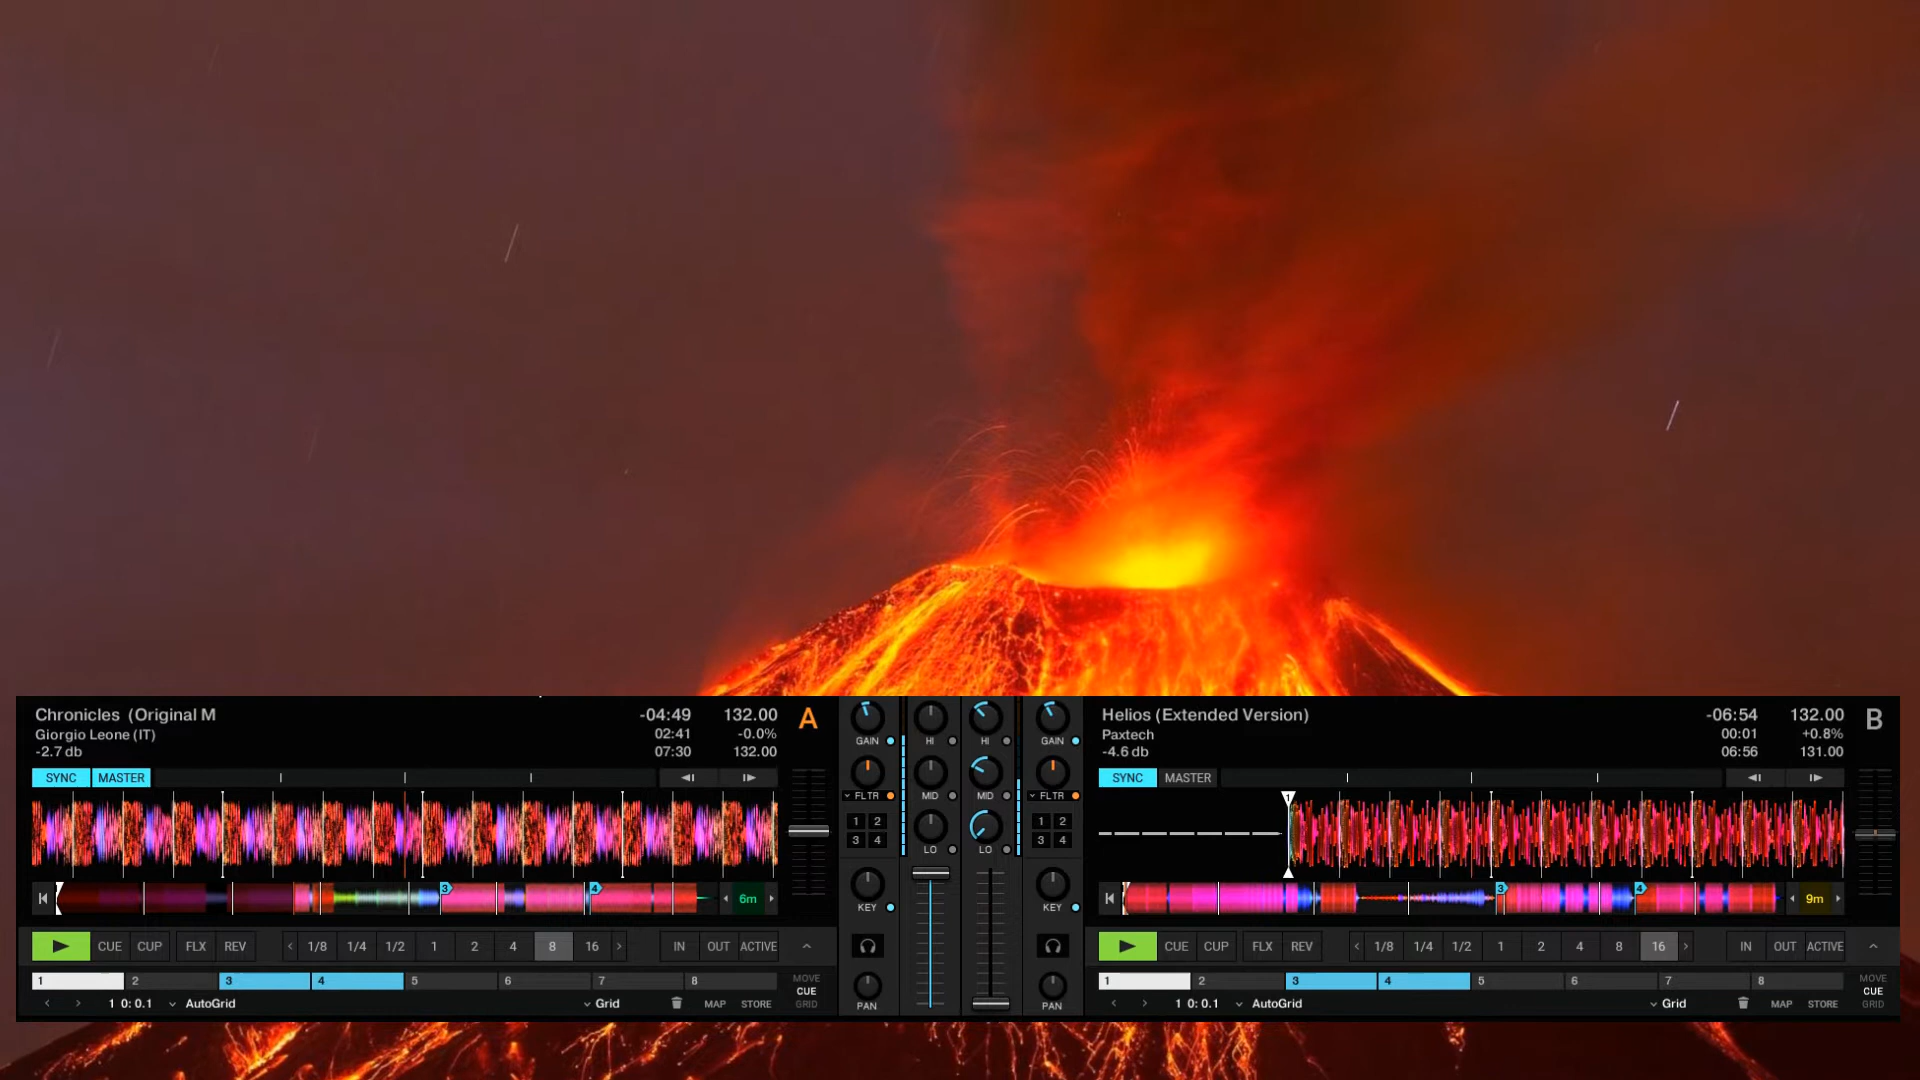 Chronicles (Original M -04:49 132.00 A
Giorgio Leone (IT) 02:41 -0.0%
-2.7 db 07:30 132.00
SYNC MASTER
3 4 6m
CUE CUP FLX REV 1/8 1/4 1/2 1 2 4 8 16 IN OUT ACTIVE
1 2 3 4 5 6 7 8 MOVE CUE GRID
1 0: 0.1 AutoGrid Grid MAP STORE
GAIN HI HI GAIN
FLTR MID MID FLTR
1 2 1 2
3 4 LO LO 3 4
KEY KEY
PAN PAN
Helios (Extended Version) -06:54 132.00 B
Paxtech 00:01 +0.8%
-4.6 db 06:56 131.00
SYNC MASTER
1
3 4 9m
CUE CUP FLX REV 1/8 1/4 1/2 1 2 4 8 16 IN OUT ACTIVE
1 2 3 4 5 6 7 8 MOVE CUE GRID
1 0: 0.1 AutoGrid Grid MAP STORE